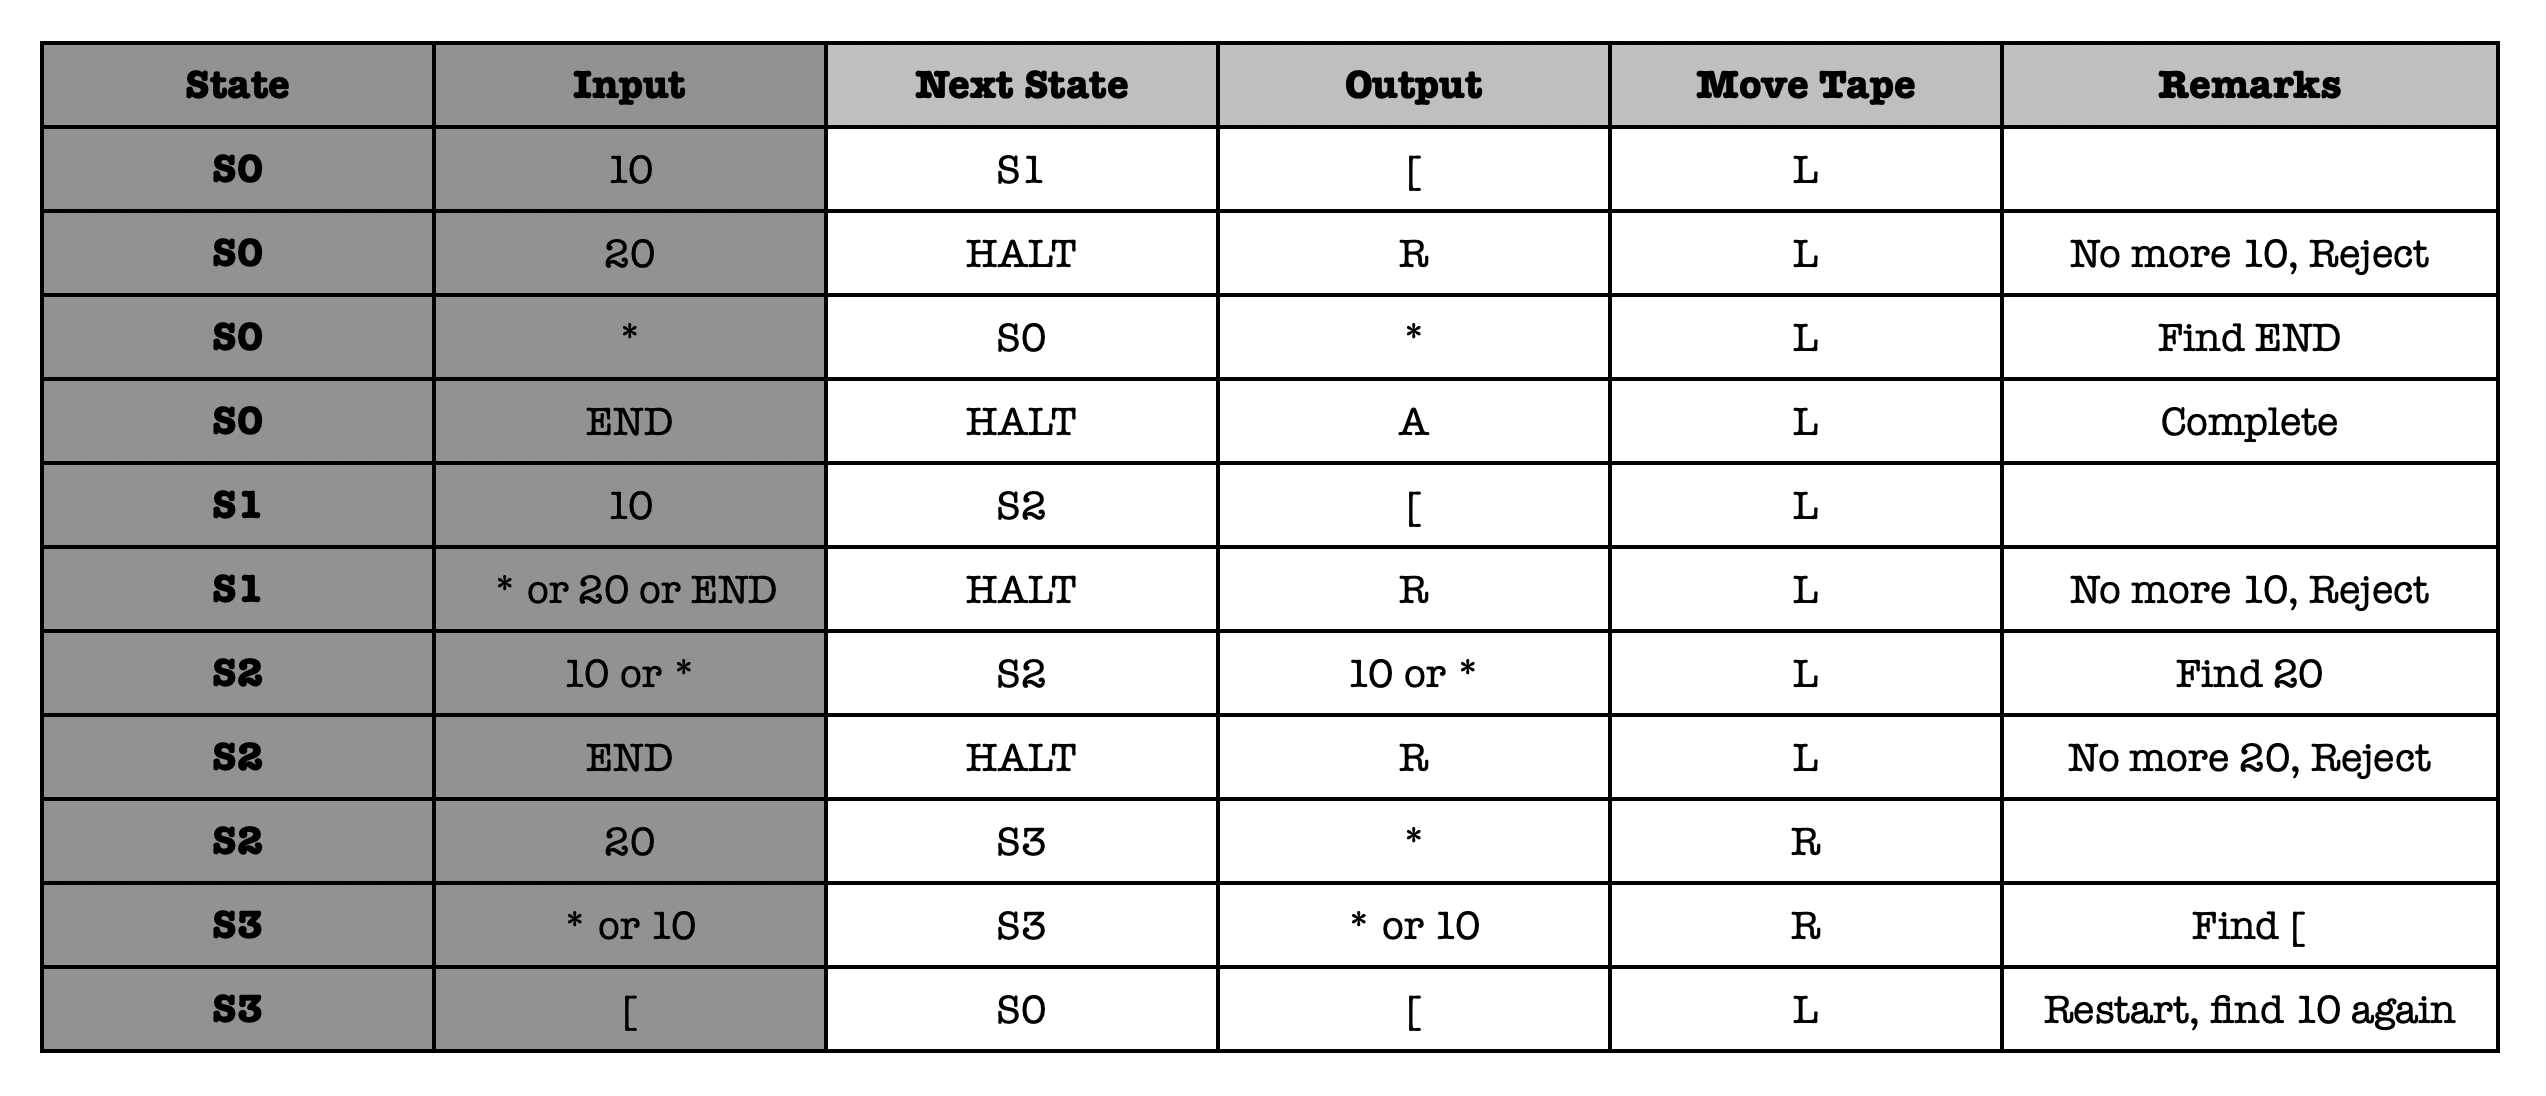 State Input Next State Output Move Tape Remarks
S0 10 S1 [ L
S0 20 HALT R L No more 10, Reject
S0 * S0 * L Find END
S0 END HALT A L Complete
S1 10 S2 [ L
S1 * or 20 or END HALT R L No more 10, Reject
S2 10 or * S2 10 or * L Find 20
S2 END HALT R L No more 20, Reject
S2 20 S3 * R
S3 * or 10 S3 * or 10 R Find [
S3 [ S0 [ L Restart, find 10 again